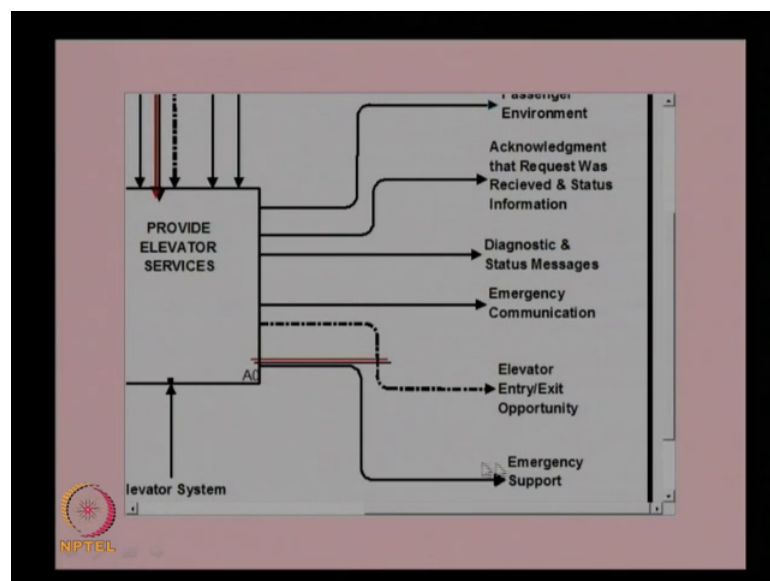 Passenger
Environment
Acknowledgment
that Request Was
Recieved & Status
Information
PROVIDE
ELEVATOR
SERVICES
Diagnostic &
Status Messages
Emergency
Communication
A0
Elevator
Entry/Exit
Opportunity
Emergency
Support
levator System
NPTEL